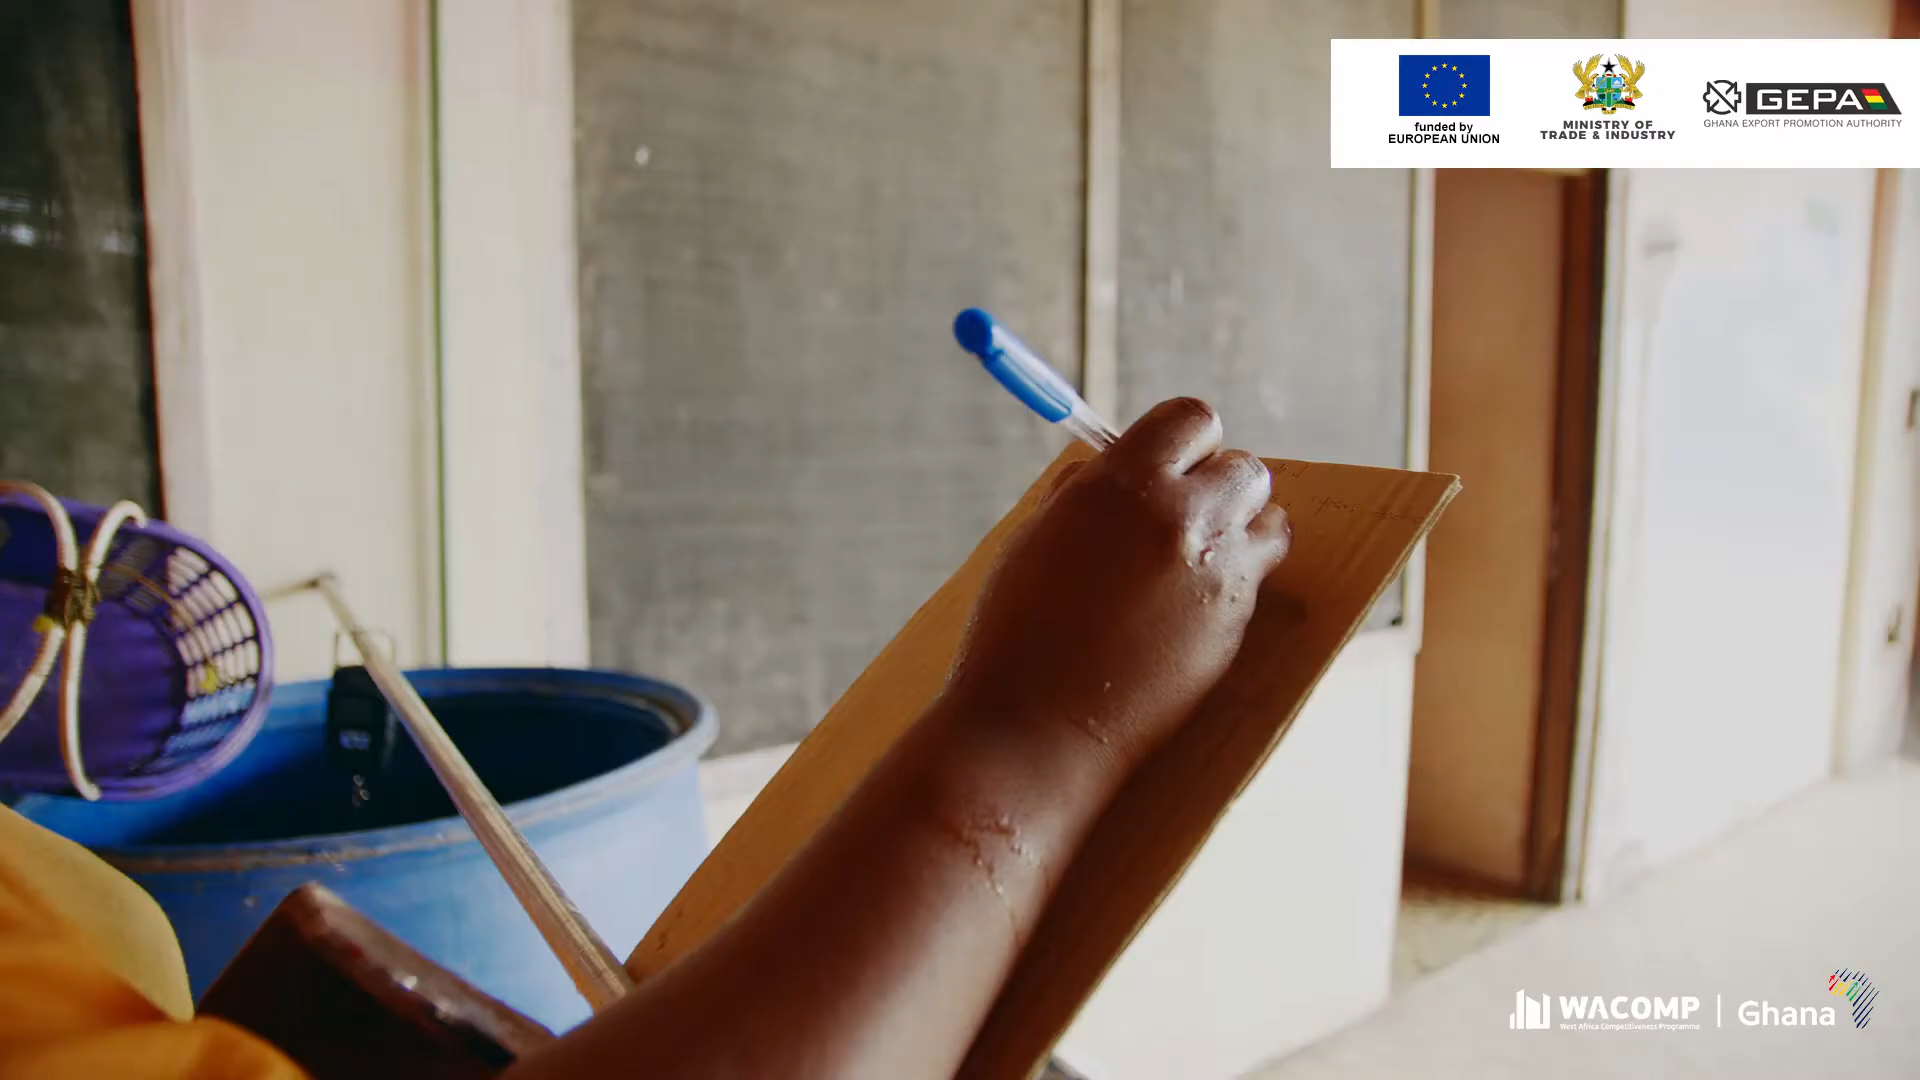 funded by
EUROPEAN UNION
MINISTRY OF
TRADE & INDUSTRY
GEPA
GHANA EXPORT PROMOTION AUTHORITY
WACOMP
West Africa Competitiveness Programme
Ghana